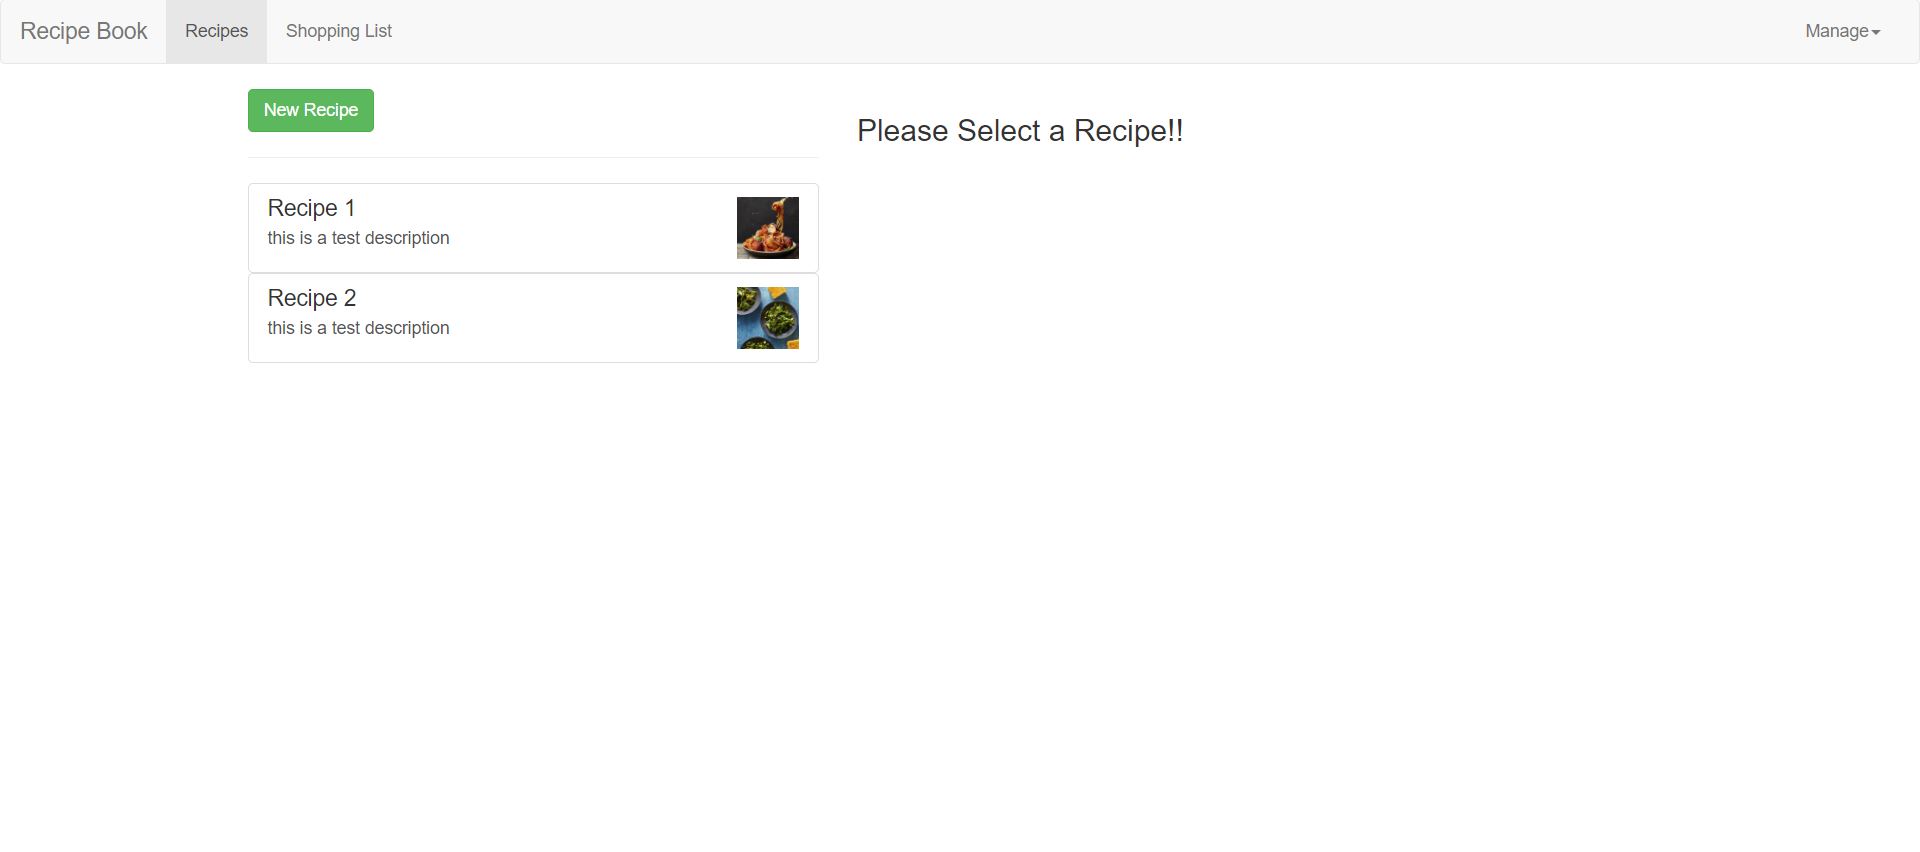 Recipe Book Recipes Shopping List Manage
New Recipe
Please Select a Recipe!!
Recipe 1
this is a test description
Recipe 2
this is a test description